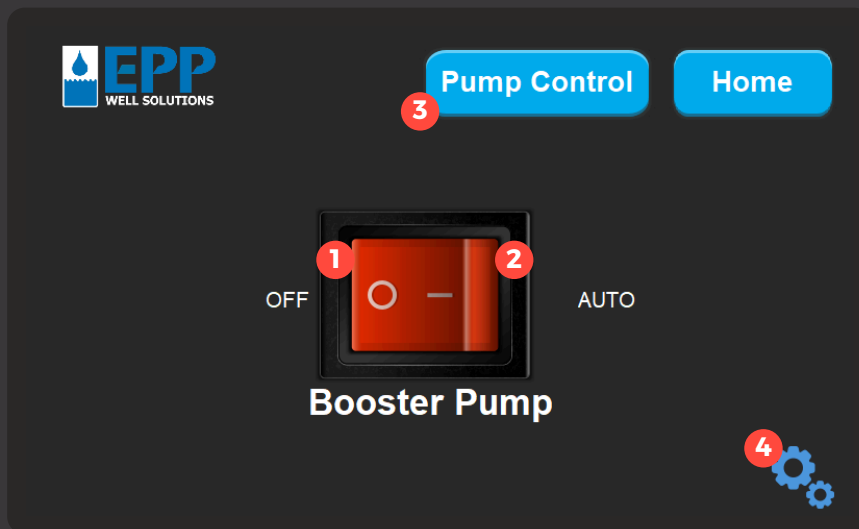 EPP
WELL SOLUTIONS
Pump Control
Home
3
1
2
OFF
AUTO
Booster Pump
4